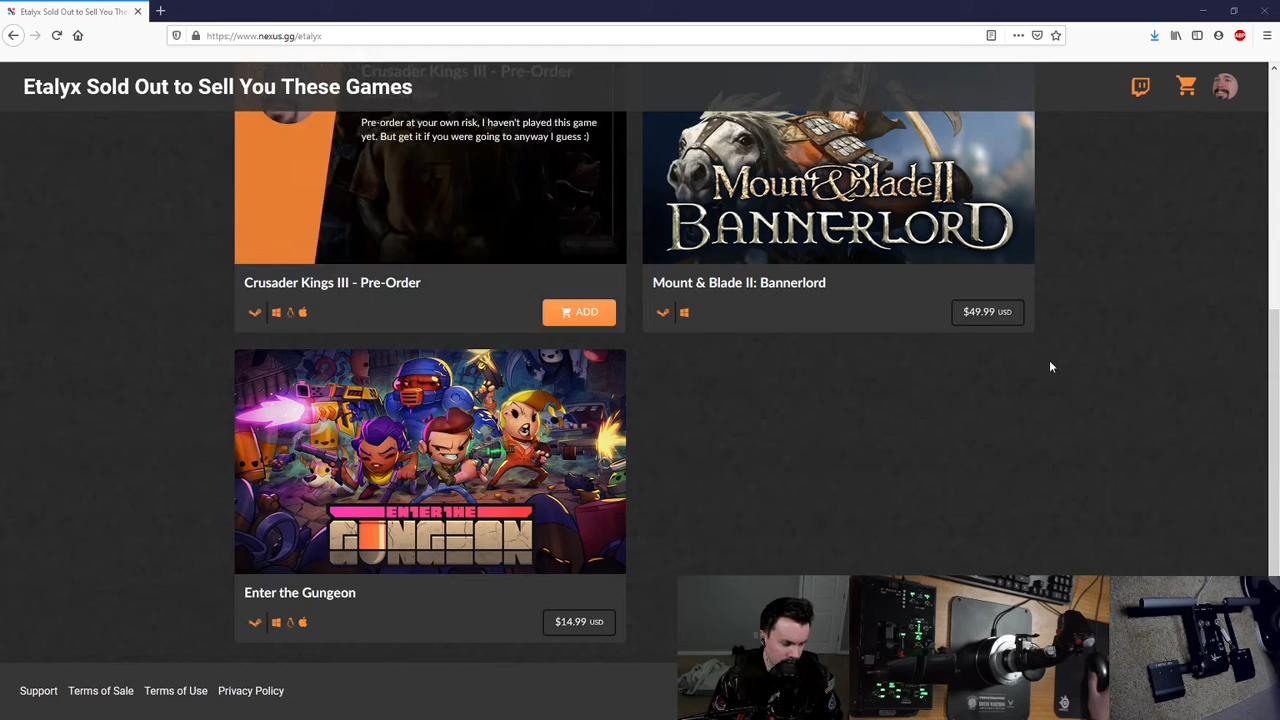 Etalyx Sold Out to Sell You The
https://www.nexus.gg/etalyx
ABP
Etalyx Sold Out to Sell You These Games
Crusader Kings III - Pre-Order
Pre-order at your own risk, I haven't played this game
yet. But get it if you were going to anyway I guess :)
Mount & Blade II
BANNERLORD
Crusader Kings III - Pre-Order
ADD
Mount & Blade II: Bannerlord
$49.99 USD
ENTER THE
GUNGEON
Enter the Gungeon
$14.99 USD
Support
Terms of Sale
Terms of Use
Privacy Policy